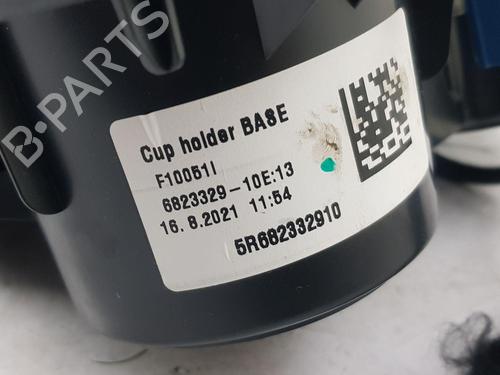 B-PARTS
Cup holder BASE
F10051I
6823329-10E:13
16.8.2021 11:54
5R682332910